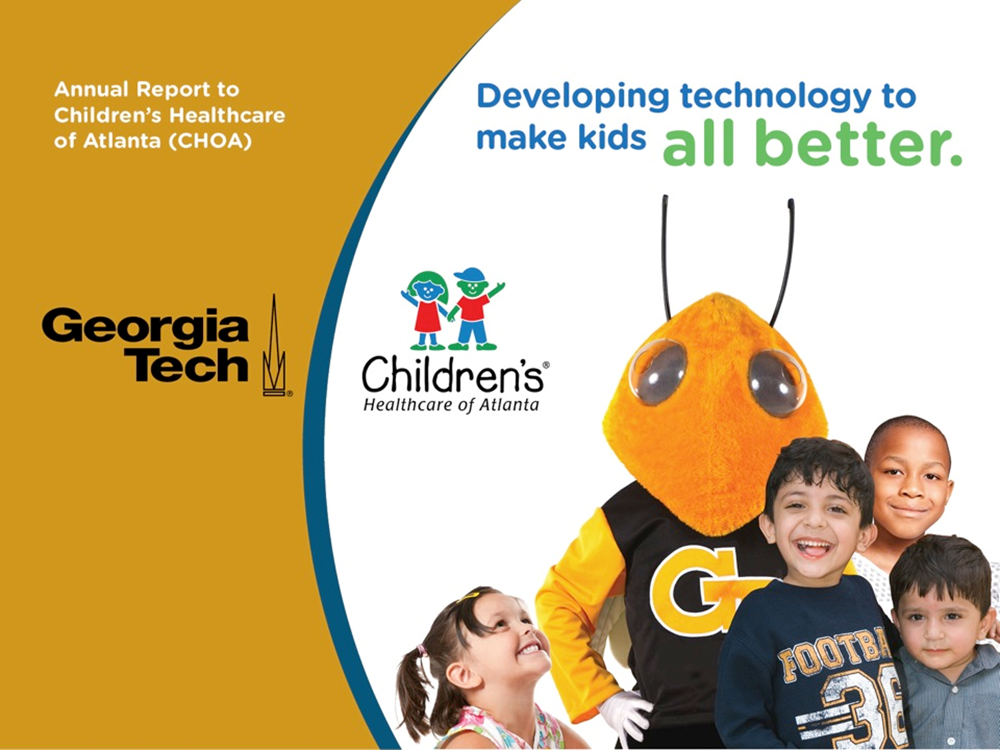 Annual Report to
Children's Healthcare
of Atlanta (CHOA)
Developing technology to
make kids all better.
Georgia
Tech
®
Children's®
Healthcare of Atlanta
GT
FOOTBA
36